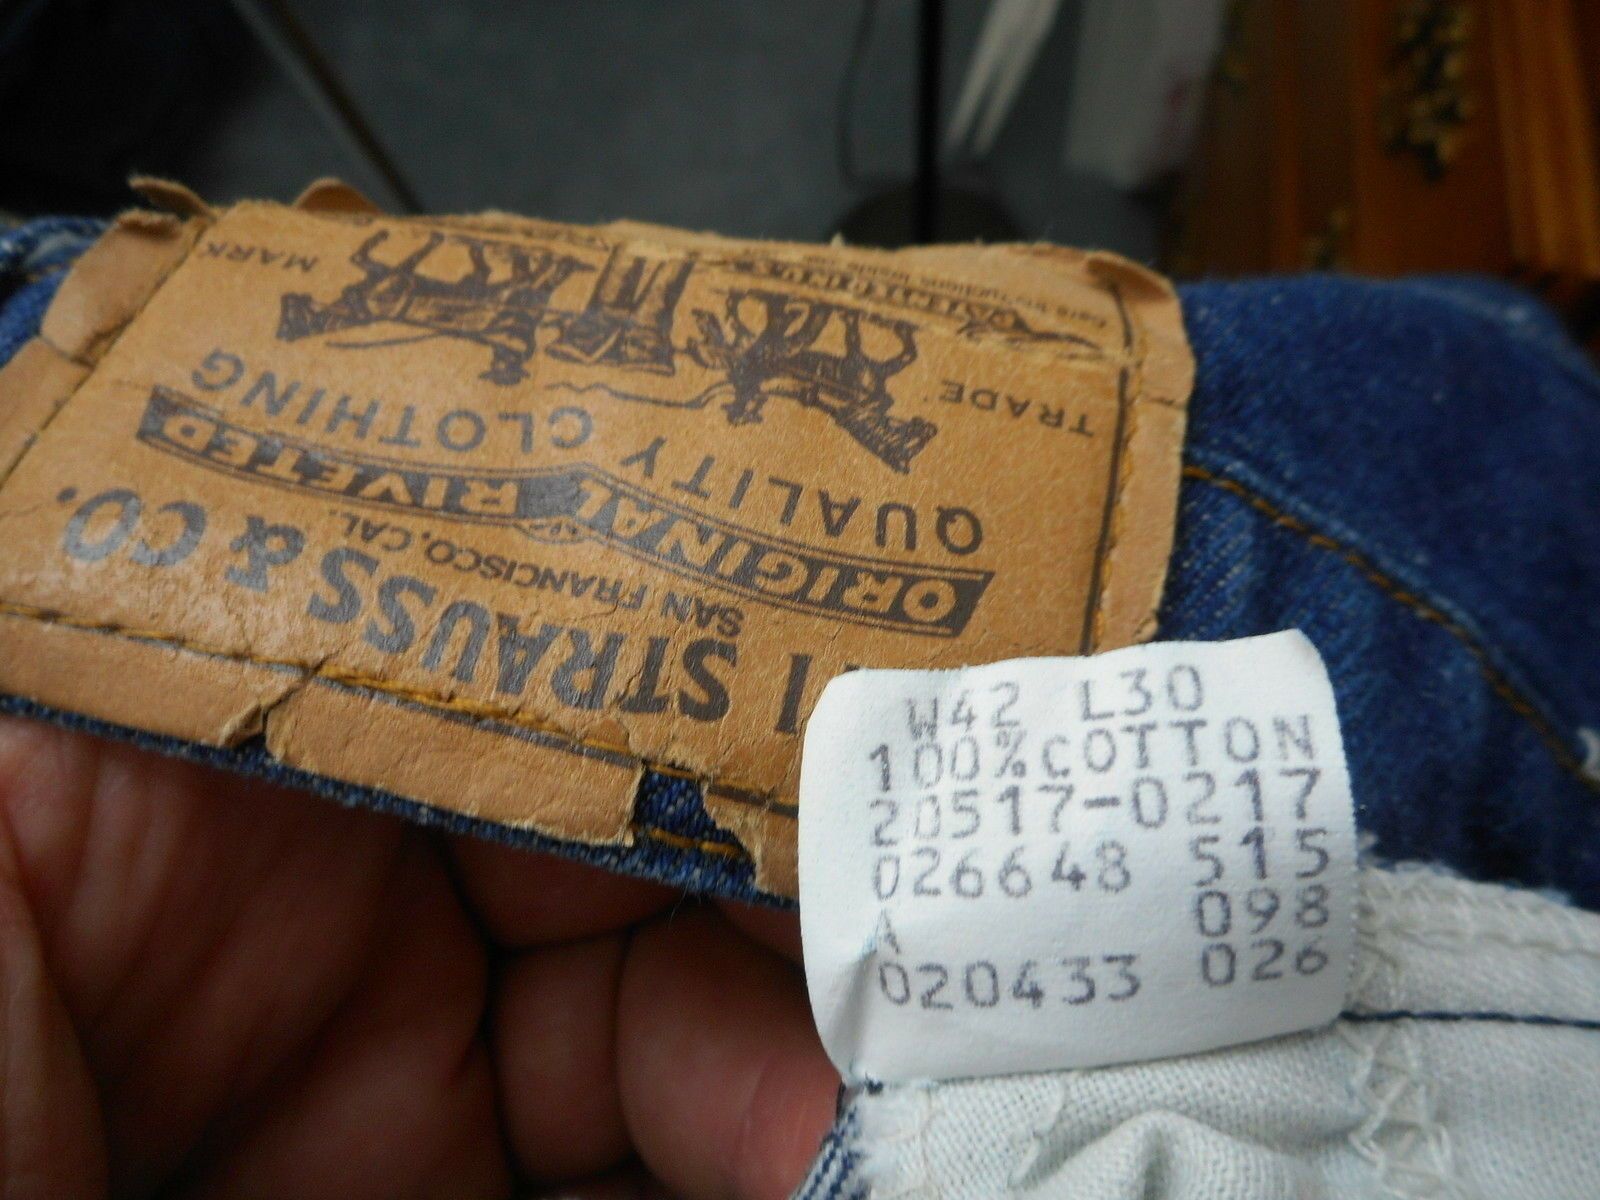 W42 L30
100%COTTON
20517-0217
026648 515
A 098
020433 026
STRAUSS & CO.
SAN FRANCISCO, CAL.
ORIGINAL RIVETED
QUALITY CLOTHING
TRADE MARK